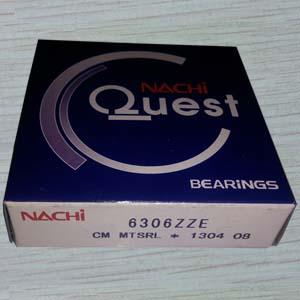 NACHi
Quest
BEARINGS
NACHi 6306ZZE
CM MTSRL * 1304 08